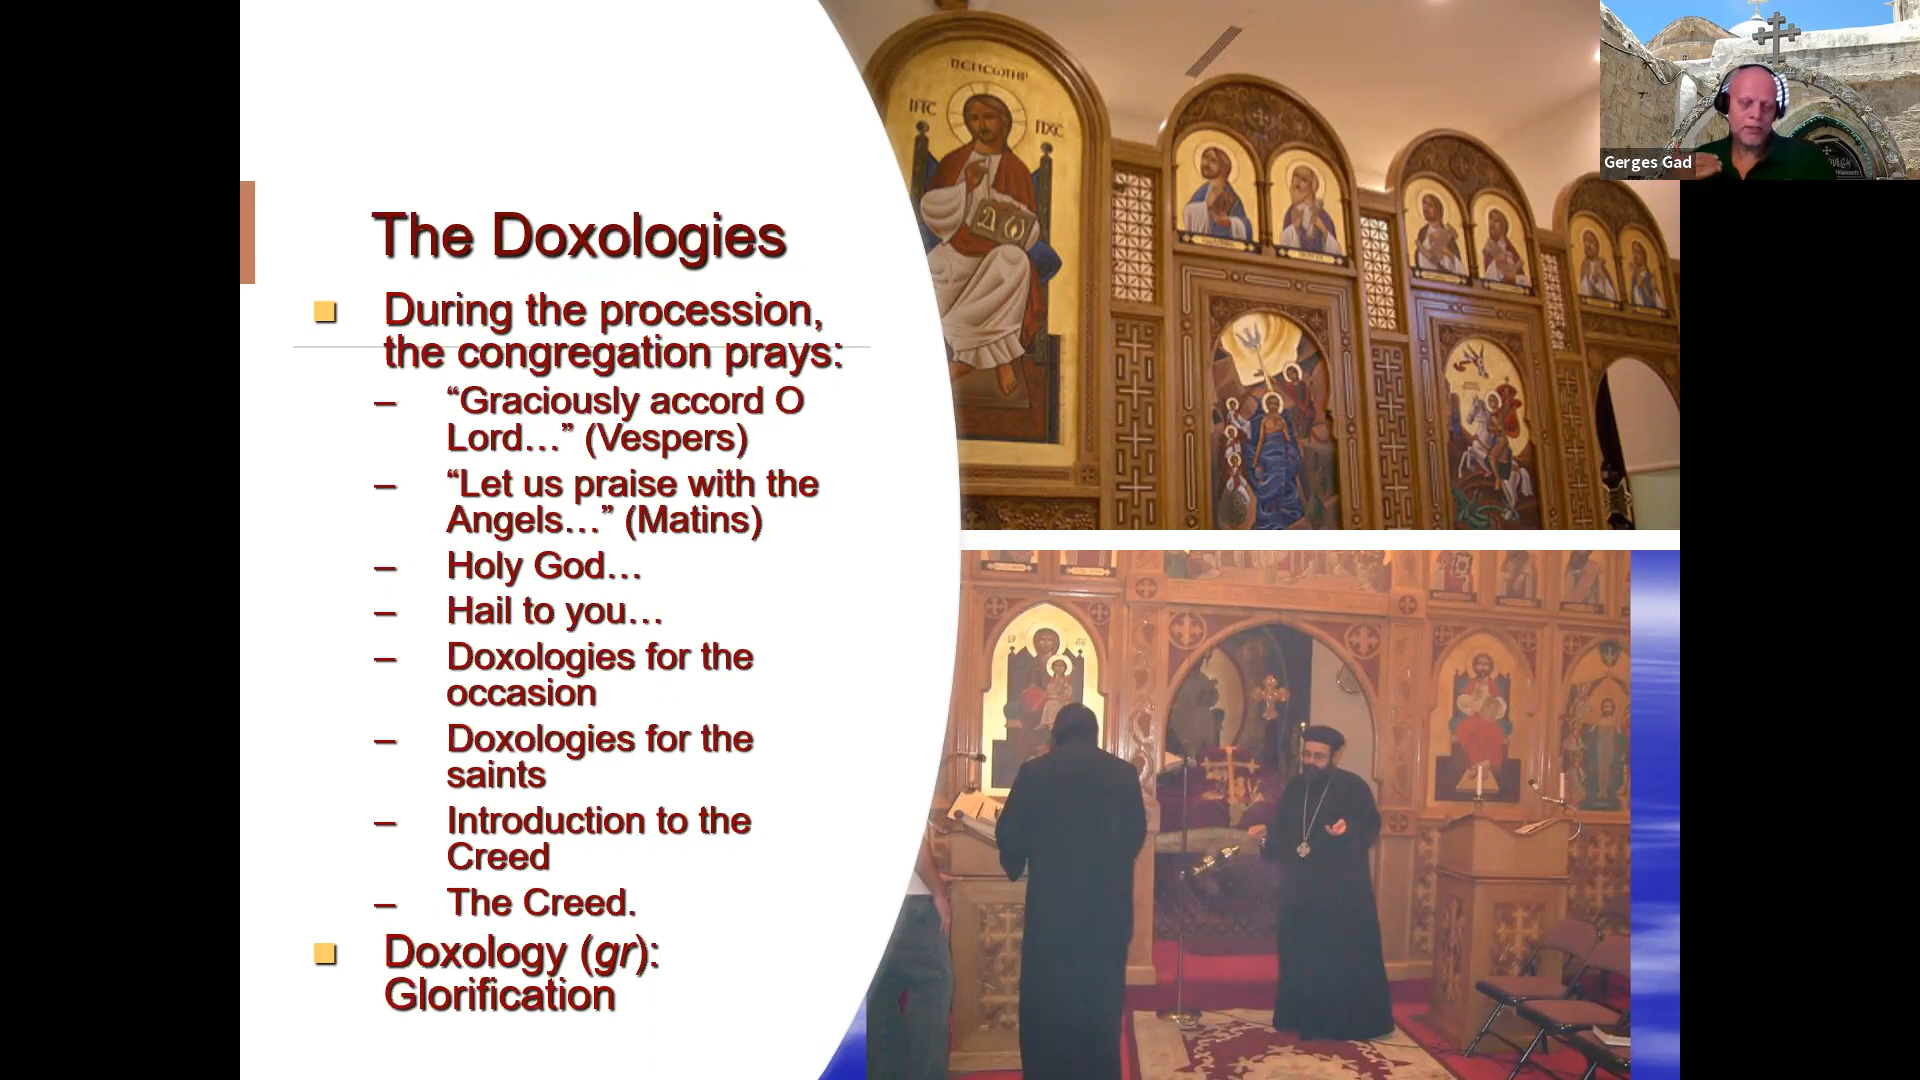 The Doxologies
During the procession,
the congregation prays:
– “Graciously accord O
Lord…” (Vespers)
– “Let us praise with the
Angels…” (Matins)
– Holy God…
– Hail to you…
– Doxologies for the
occasion
– Doxologies for the
saints
– Introduction to the
Creed
– The Creed.
Doxology (gr):
Glorification
Gerges Gad